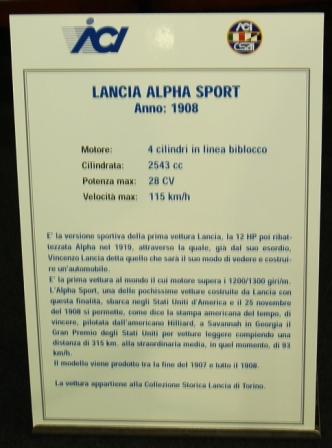 ACI
ACI
CSAI
LANCIA ALPHA SPORT
Anno: 1908
Motore: 4 cilindri in linea biblocco
Cilindrata: 2543 cc
Potenza max: 28 CV
Velocità max: 115 km/h
E' la versione sportiva della prima vettura Lancia, la 12 HP poi ribat-
tezzata Alpha nel 1919, attraverso la quale, già dal suo esordio,
Vincenzo Lancia detta quello che sarà il suo modo di vedere e costrui-
re un'automobile.
E' la prima vettura al mondo il cui motore supera i 1200/1300 giri/m.
L'Alpha Sport, una delle pochissime vetture costruite da Lancia con
questa finalità, sbarca negli Stati Uniti d'America e il 25 novembre
del 1908 si permette, come dice la stampa americana del tempo, di
vincere, pilotata dall'americano Hilliard, a Savannah in Georgia il
Gran Premio degli Stati Uniti per vetture leggere compiendo una
distanza di 315 km. alla straordinaria media, in quel momento, di 93
km/h.
Il modello viene prodotto tra la fine del 1907 e tutto il 1908.
La vettura appartiene alla Collezione Storica Lancia di Torino.